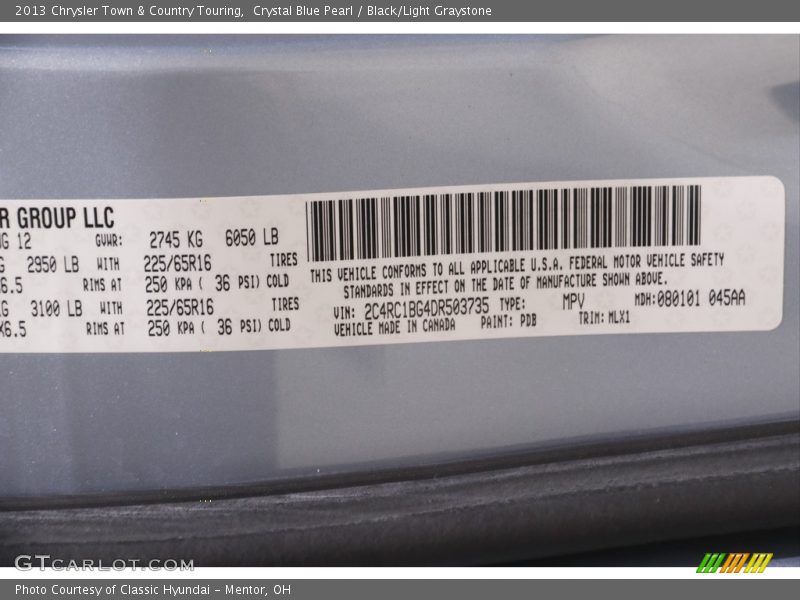 2013 Chrysler Town & Country Touring, Crystal Blue Pearl / Black/Light Graystone
R GROUP LLC
G 12 GVWR: 2745 KG 6050 LB
G 2950 LB WITH 225/65R16 TIRES
6.5 RIMS AT 250 KPA ( 36 PSI) COLD
G 3100 LB WITH 225/65R16 TIRES
X6.5 RIMS AT 250 KPA ( 36 PSI) COLD
THIS VEHICLE CONFORMS TO ALL APPLICABLE U.S.A. FEDERAL MOTOR VEHICLE SAFETY
STANDARDS IN EFFECT ON THE DATE OF MANUFACTURE SHOWN ABOVE.
VIN: 2C4RC1BG4DR503735 TYPE: MPV MDH:080101 045AA
VEHICLE MADE IN CANADA PAINT: PDB TRIM: MLX1
GTCARLOT.COM
Photo Courtesy of Classic Hyundai - Mentor, OH